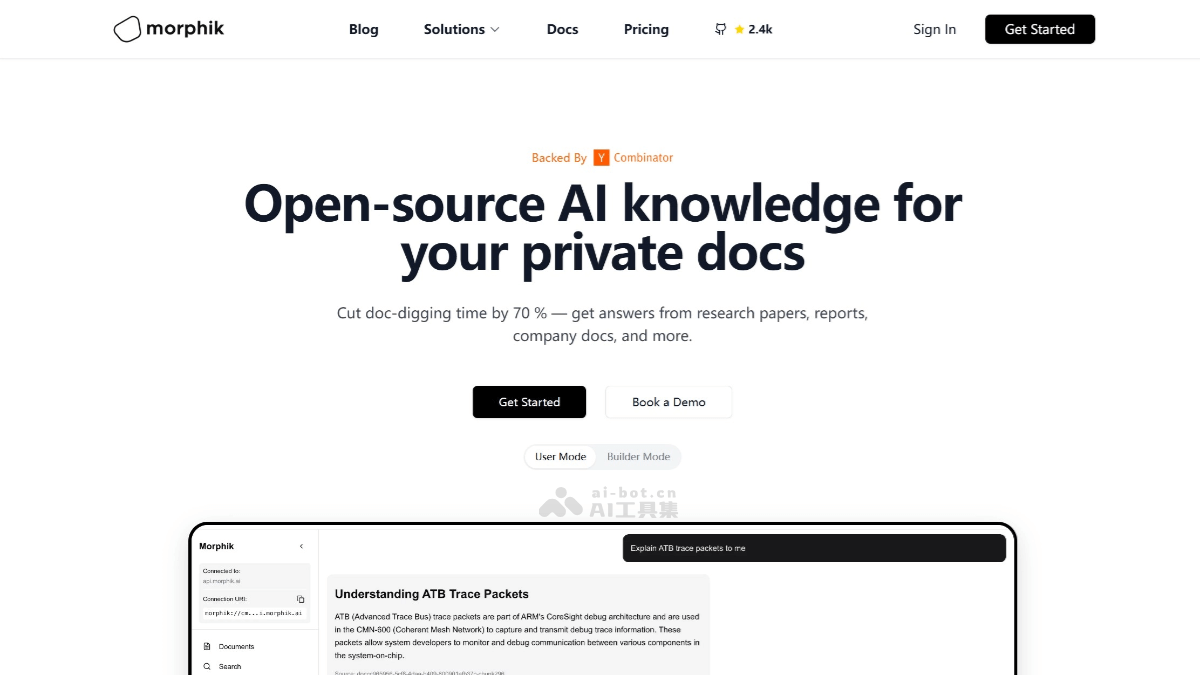 morphik
Blog Solutions Docs Pricing 2.4k Sign In Get Started
Backed By Y Combinator
Open-source AI knowledge for
your private docs
Cut doc-digging time by 70 % — get answers from research papers, reports,
company docs, and more.
Get Started Book a Demo
User Mode Builder Mode
ai-bot.cn
AI工具集
Morphik
Connected to:
api.morphik.ai
Connection URI:
morphik://cm...i.morphik.ai
Documents
Search
Explain ATB trace packets to me
Understanding ATB Trace Packets
ATB (Advanced Trace Bus) trace packets are part of ARM's CoreSight debug architecture and are used
in the CMN-600 (Coherent Mesh Network) to capture and transmit debug trace information. These
packets allow system developers to monitor and debug communication between various components in
the system-on-chip.